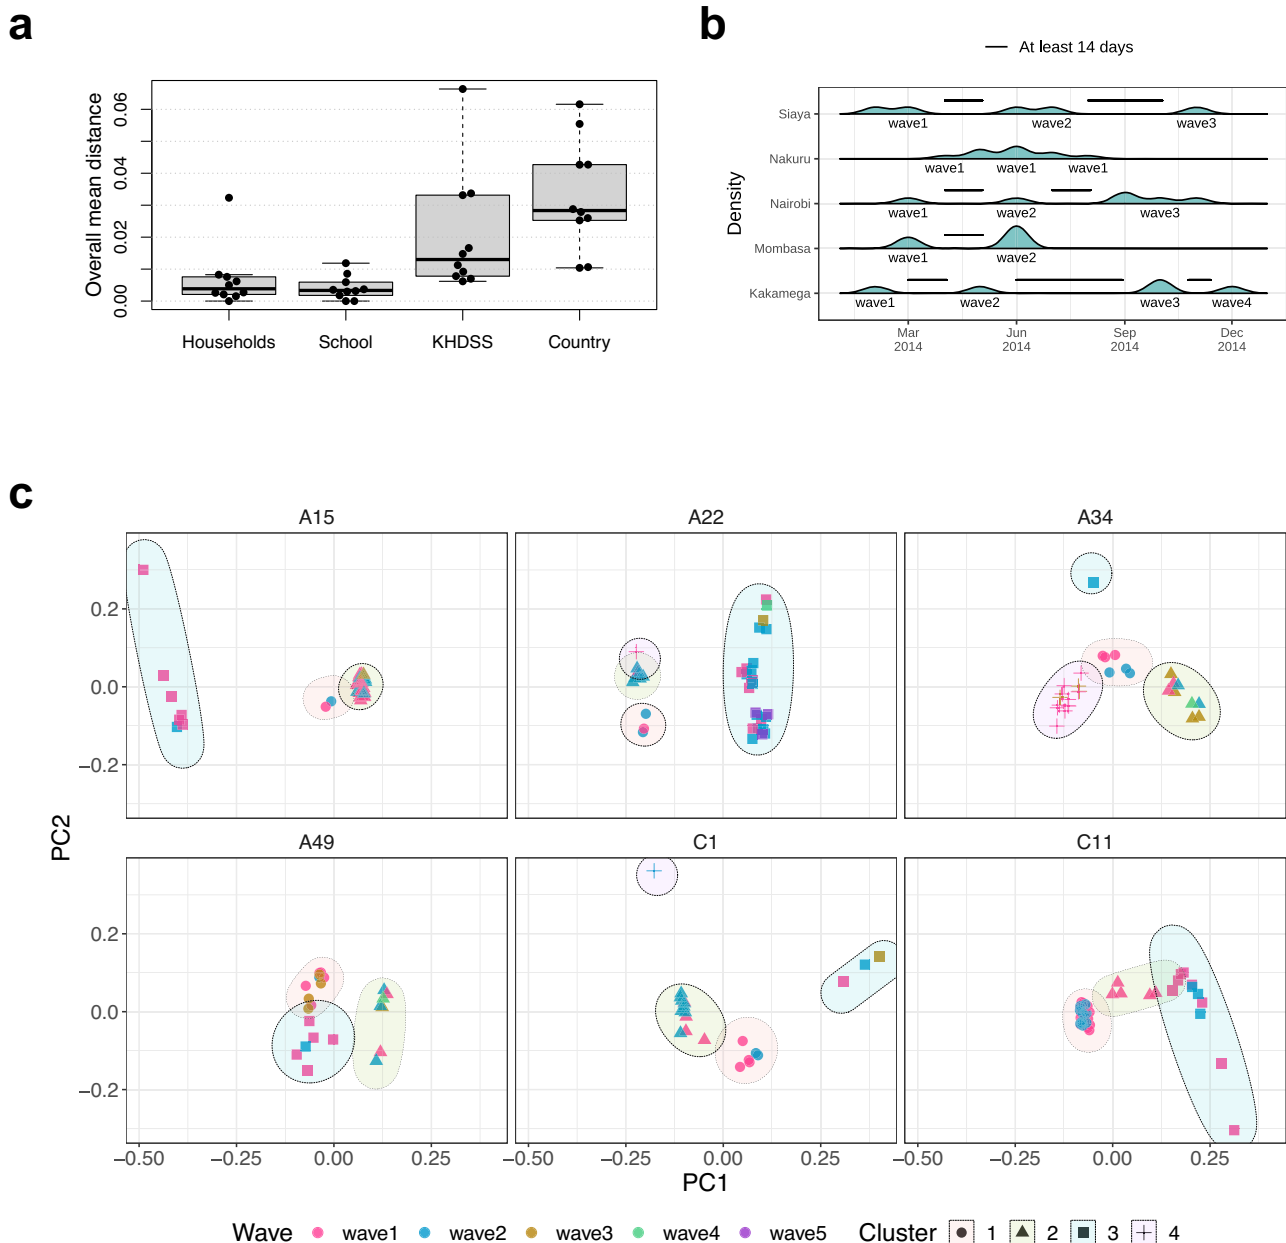 a
Overall mean distance
0.06
0.04
0.02
0.00
Households School KHDSS Country
b
At least 14 days
Density
Siaya
wave1 wave2 wave3
Nakuru
wave1 wave1 wave1
Nairobi
wave1 wave2 wave3
Mombasa
wave1 wave2
Kakamega
wave1 wave2 wave3 wave4
Mar Jun Sep Dec
2014 2014 2014 2014
c
A15 A22 A34
0.2
0.0
−0.2
PC2
A49 C1 C11
0.2
0.0
−0.2
−0.50 −0.25 0.00 0.25 −0.50 −0.25 0.00 0.25 −0.50 −0.25 0.00 0.25
PC1
Wave wave1 wave2 wave3 wave4 wave5 Cluster 1 2 3 4